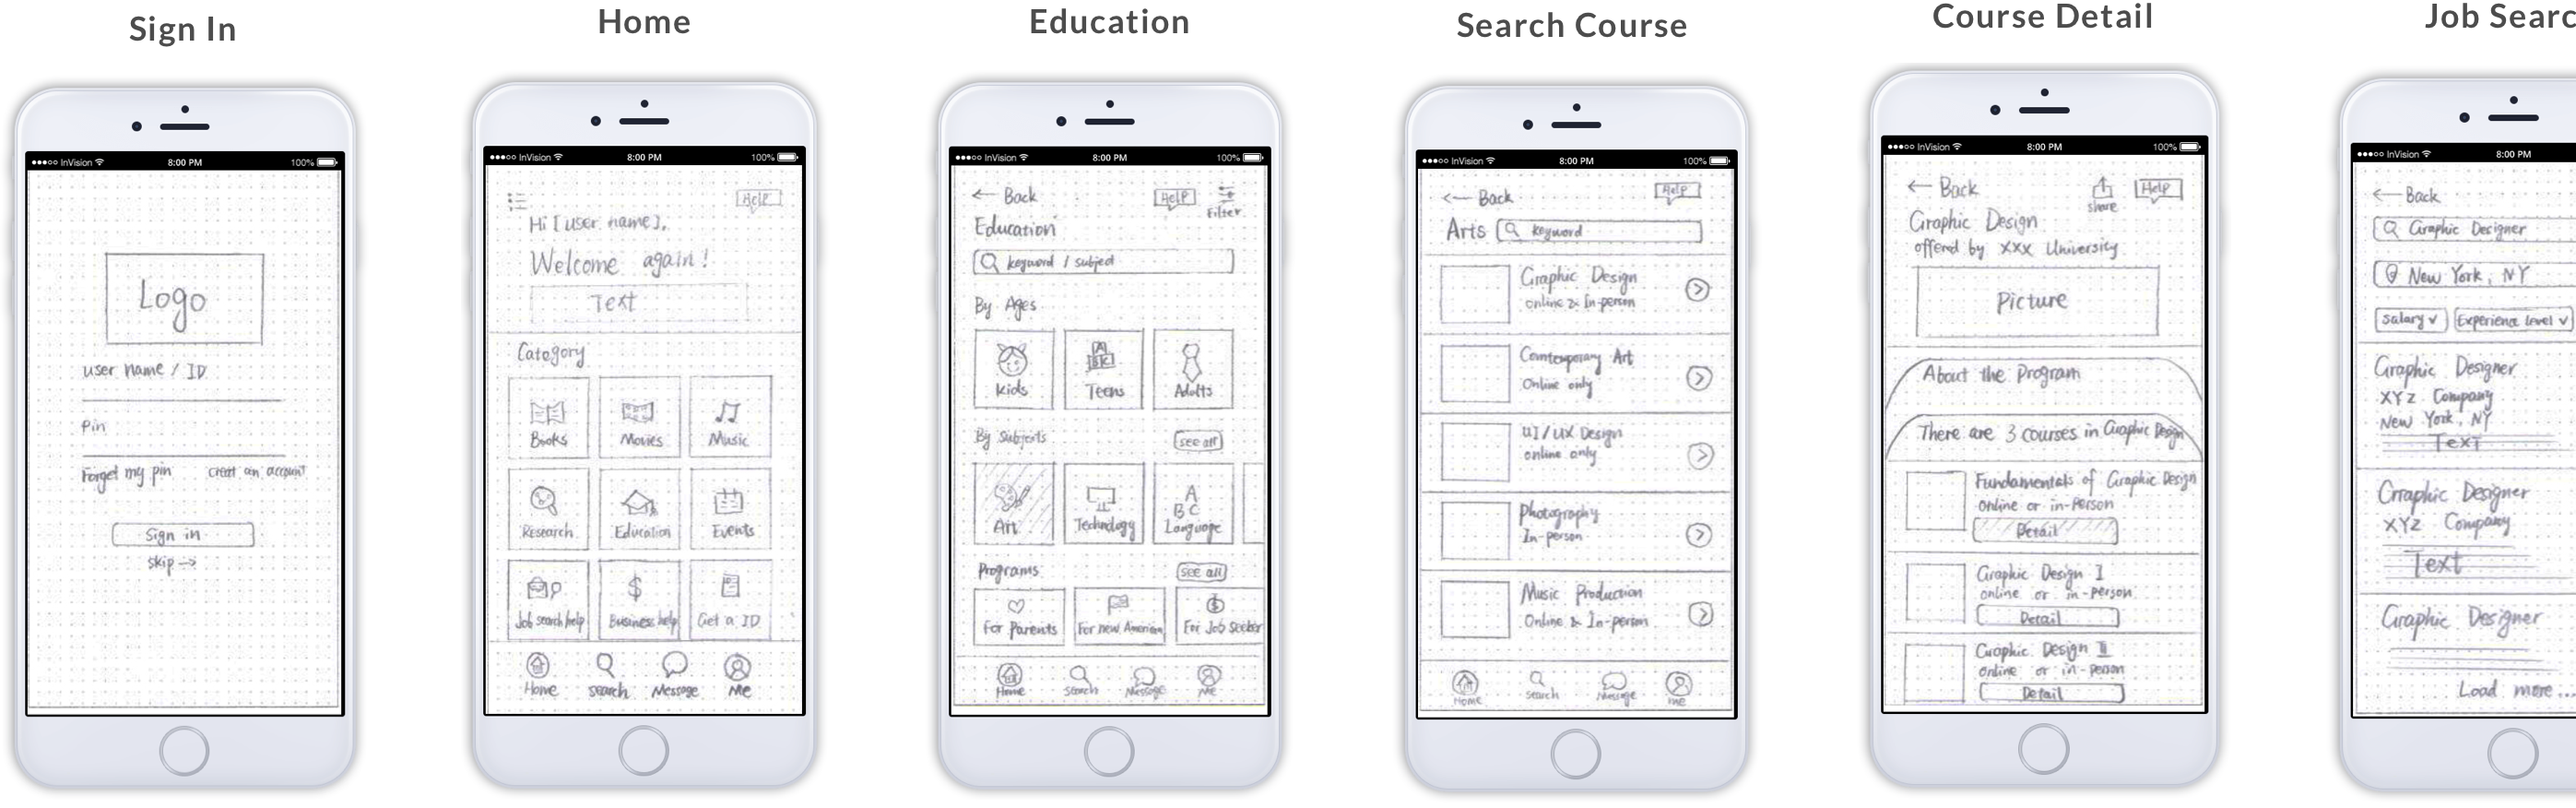 Sign In
InVision 8:00 PM 100%
Logo
user name / ID
Pin
Forget my pin creat an account
Sign in
skip →
Home
InVision 8:00 PM 100%
Help
Hi [user name],
Welcome again!
Text
Category
Books Movies Music
Research Education Events
Job search help Business help Get a ID
Home search Message Me
Education
InVision 8:00 PM 100%
← Back Help Filter
Education
keyword / subject
By Ages
Kids Teens Adults
By Subjects see all
Art Technology Language
Programs see all
For Parents For new American For Job Seeker
Home search Message Me
Search Course
InVision 8:00 PM 100%
← Back Help
Arts keyword
Graphic Design
online & In-person
Contemporary Art
Online only
UI/UX Design
online only
Photography
In-person
Music Production
Online & In-person
Home search Message me
Course Detail
InVision 8:00 PM 100%
← Back share Help
Graphic Design
offered by XXX University
Picture
About the Program
There are 3 courses in Graphic Design
Fundamentals of Graphic Design
online or in-person
Detail
Graphic Design I
online or in-person
Detail
Graphic Design II
online or in-person
Detail
Job Searc
InVision 8:00 PM
← Back
Graphic Designer
New York, NY
Salary Experience level
Graphic Designer
XYZ Company
New York, NY
Text
Graphic Designer
XYZ Company
Text
Graphic Designer
Load more...